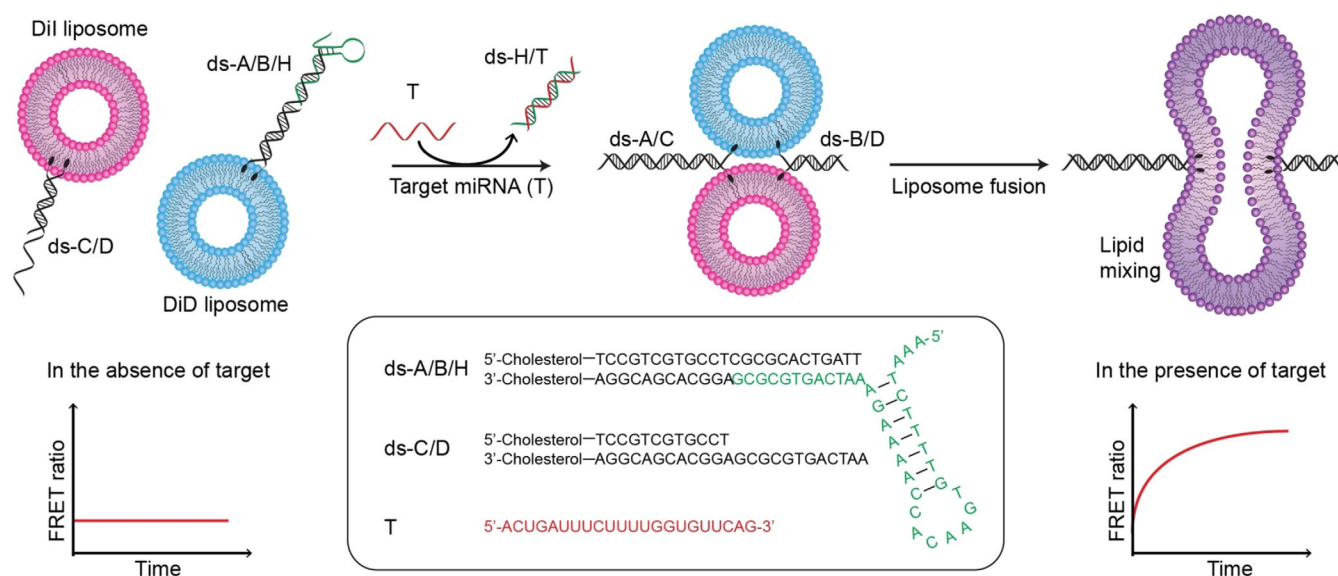 DiI liposome
ds-A/B/H
ds-C/D
DiD liposome
T
ds-H/T
Target miRNA (T)
ds-A/C
ds-B/D
Liposome fusion
Lipid
mixing
In the absence of target
FRET ratio
Time
ds-A/B/H
5'-Cholesterol—TCCGTCGTGCCTCGCGCACTGATT
3'-Cholesterol—AGGCAGCACGGAGCGCGTGACTAA
AGAAAACCACAAGTGTTTTCTAAA-5'
ds-C/D
5'-Cholesterol—TCCGTCGTGCCT
3'-Cholesterol—AGGCAGCACGGAGCGCGTGACTAA
T
5'-ACUGAUUUCUUUUGGUGUUCAG-3'
In the presence of target
FRET ratio
Time